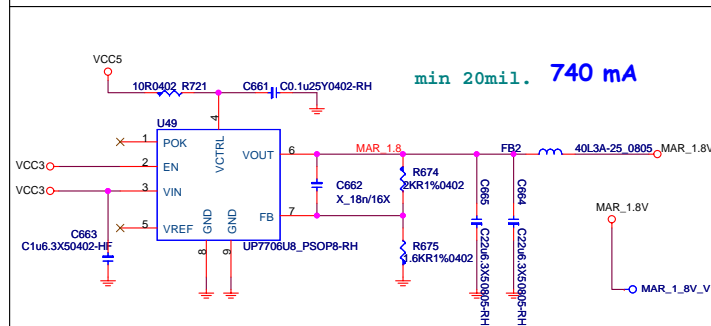 VCC5
10R0402 R721
C661 C0.1u25Y0402-RH
min 20mil. 740 mA
U49
4
1 POK
VCTRL
VOUT 6
MAR_1.8
FB2
40L3A-25_0805
MAR_1.8V
VCC3
2 EN
VCC3
3 VIN
C662
X_18n/16X
R674
2KR1%0402
C665
C22u6.3X50805-RH
C664
C22u6.3X50805-RH
MAR_1.8V
5 VREF
GND
GND
FB 7
C663
C1u6.3X50402-HF
8
9
UP7706U8_PSOP8-RH
R675
1.6KR1%0402
MAR_1_8V_V